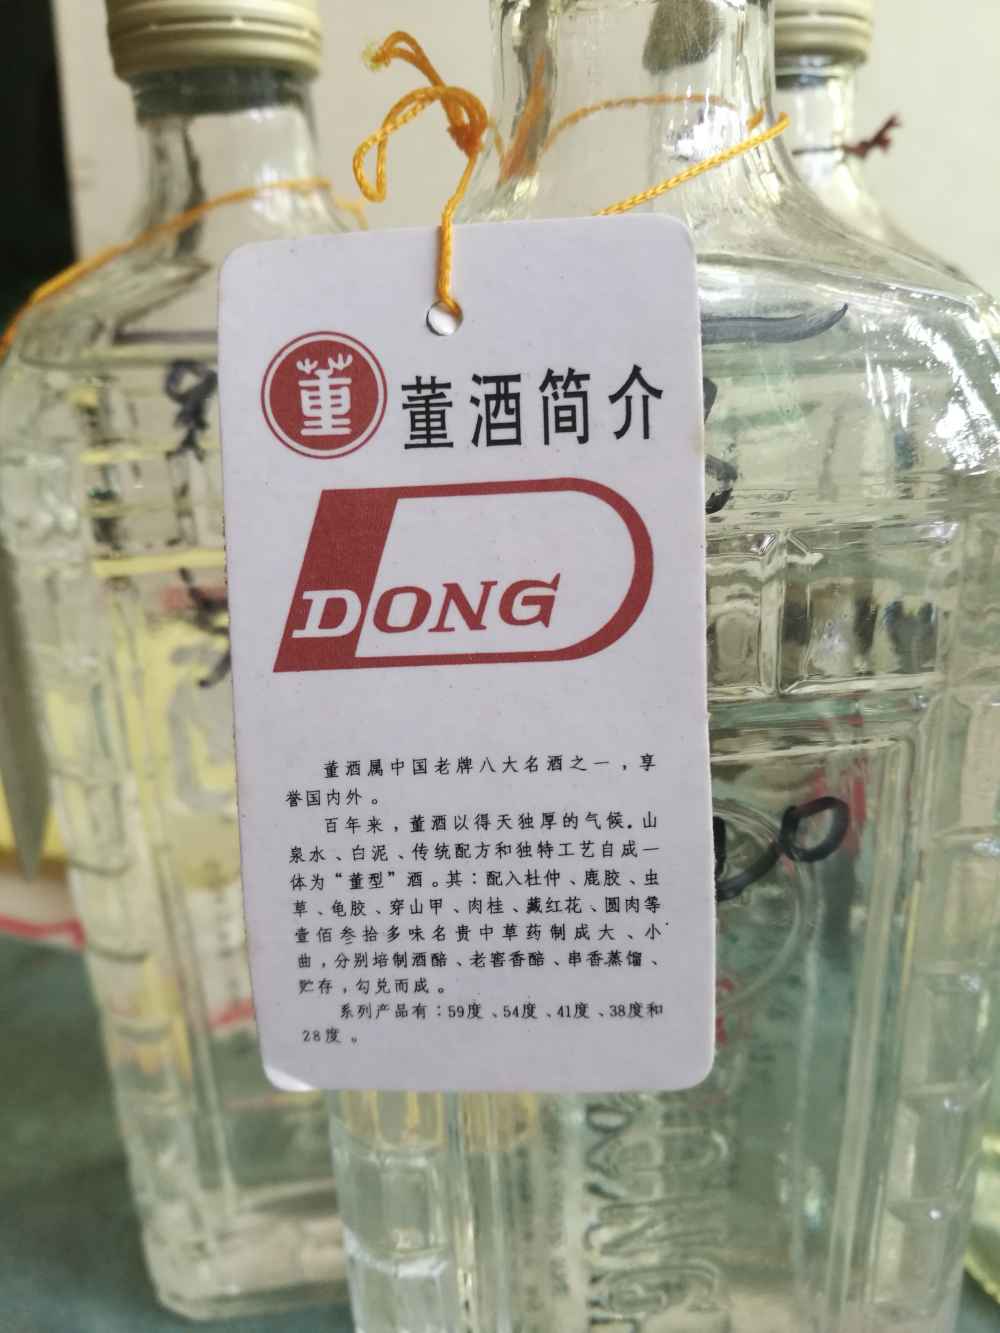 董
董酒简介
DONG
董酒属中国老牌八大名酒之一，享
誉国内外。
百年来，董酒以得天独厚的气候．山
泉水、白泥、传统配方和独特工艺自成一
体为“董型”酒。其：配入杜仲、鹿胶、虫
草、龟胶、穿山甲、肉桂、藏红花、圆肉等
壹佰叁拾多味名贵中草药制成大、小
曲，分别培制酒醅、老窖香醅、串香蒸馏、
贮存，勾兑而成。
系列产品有：59度、54度、41度、38度和
28度。